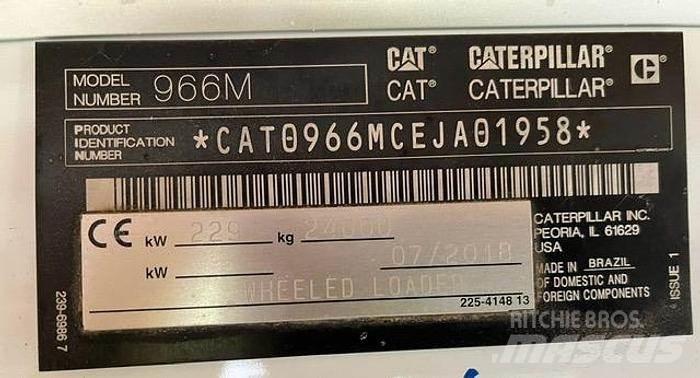 CAT® CATERPILLAR®
MODEL NUMBER 966M CAT® CATERPILLAR®
PRODUCT IDENTIFICATION NUMBER *CAT0966MCEJA01958*
CE kW 229 kg 24000
kW 07/2018
WHEELED LOADER
225-4148 13
CATERPILLAR INC.
PEORIA, IL 61629
USA
MADE IN BRAZIL
OF DOMESTIC AND
FOREIGN COMPONENTS
ISSUE 1
239-6986 7
RITCHIE BROS.
MASCUS